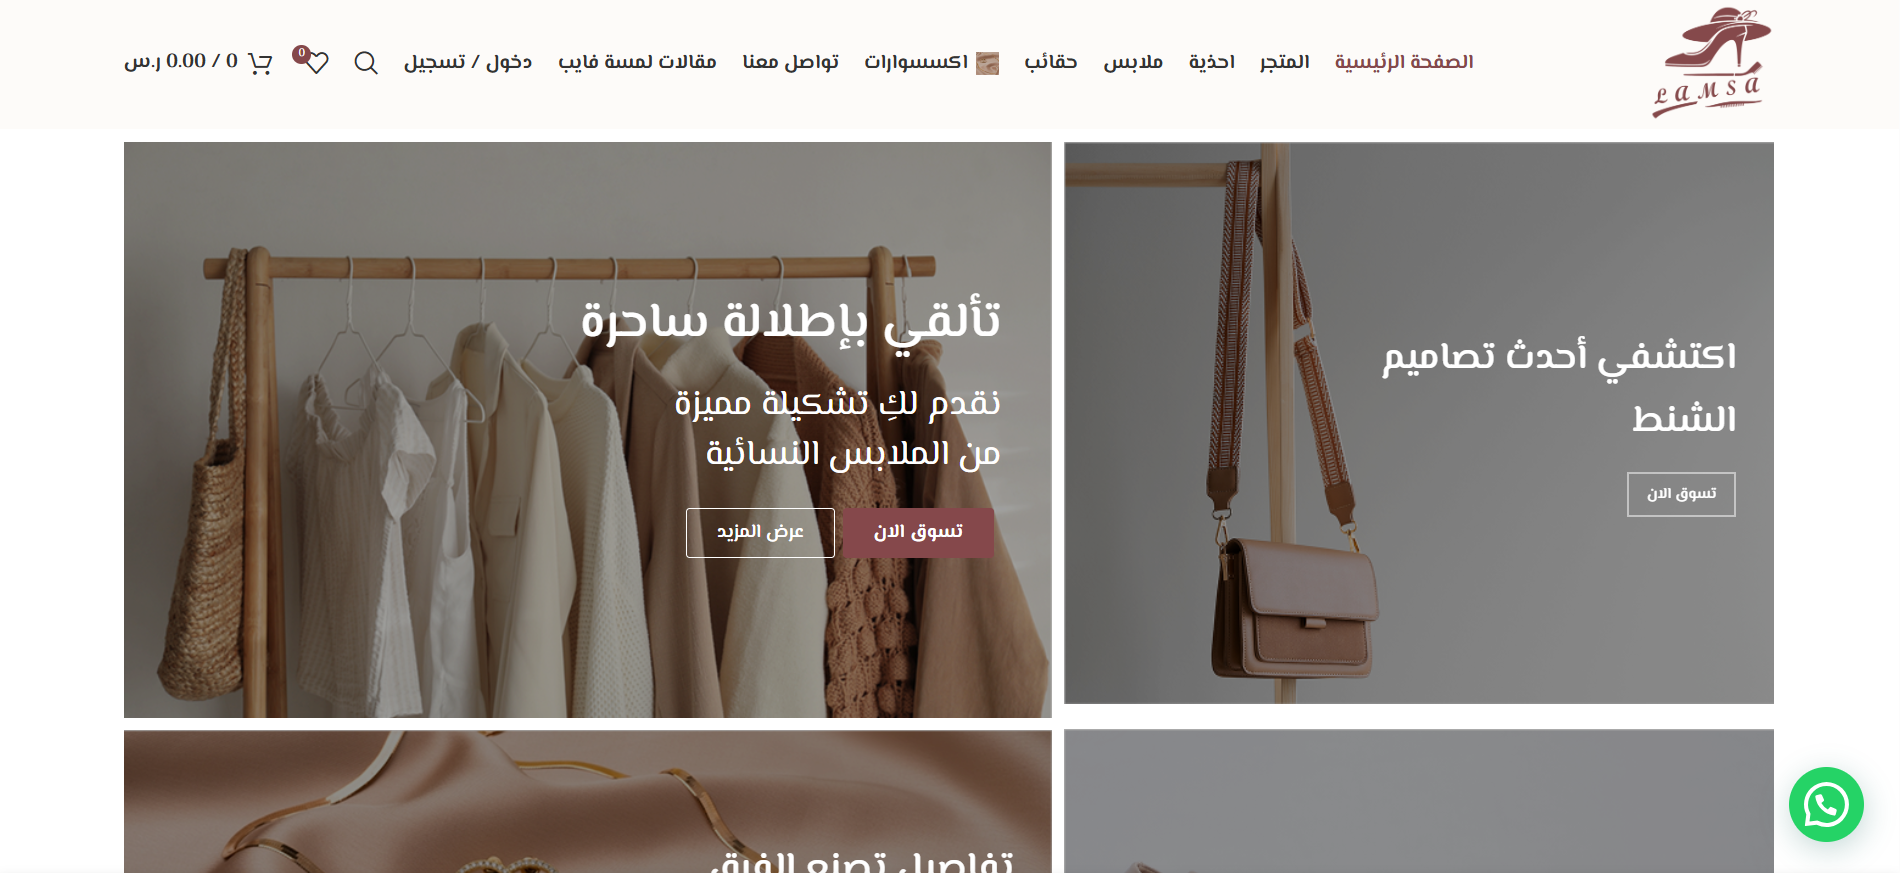 LAMSA
الصفحة الرئيسية
المتجر
احذية
ملابس
حقائب
اكسسوارات
تواصل معنا
مقالات لمسة فايب
دخول / تسجيل
0
0 / 0.00 ر.س
اكتشفي أحدث تصاميم
الشنط
تسوق الان
تألقي بإطلالة ساحرة
نقدم لكِ تشكيلة مميزة
من الملابس النسائية
تسوق الان
عرض المزيد
تفاصيل تصنع الفرق